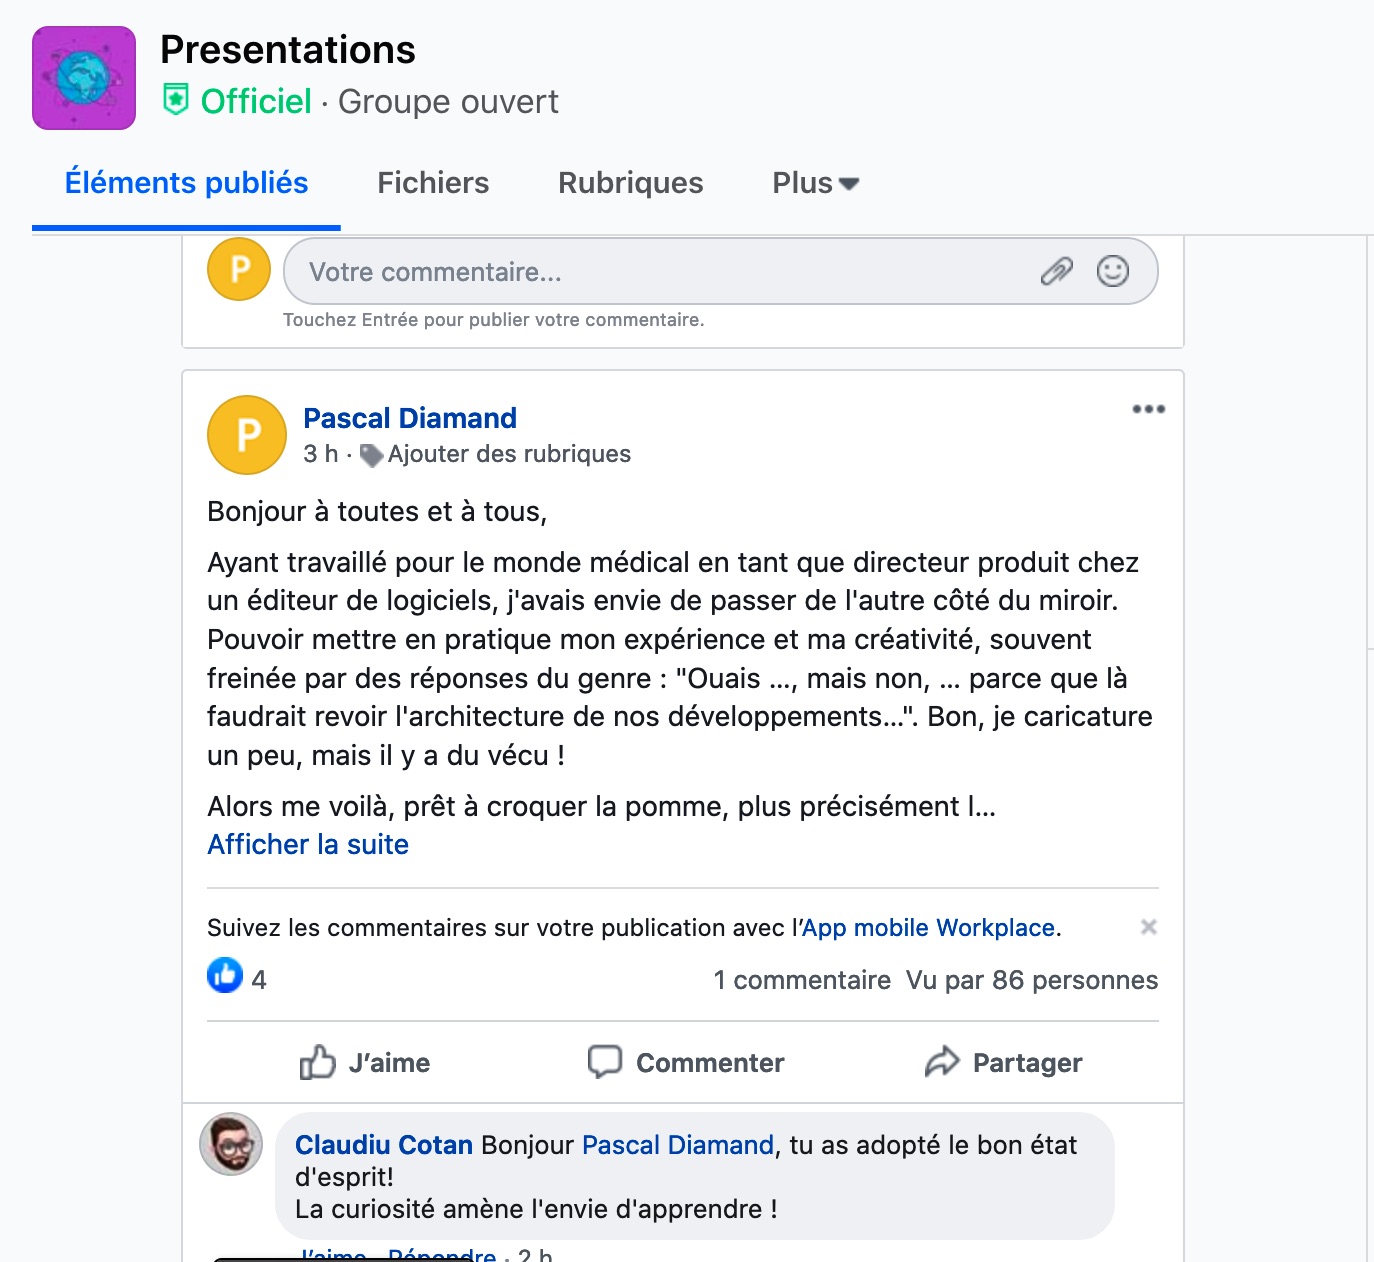 Presentations
Officiel · Groupe ouvert
Éléments publiés Fichiers Rubriques Plus
P Votre commentaire...
Touchez Entrée pour publier votre commentaire.
P Pascal Diamand
3 h · Ajouter des rubriques
Bonjour à toutes et à tous,
Ayant travaillé pour le monde médical en tant que directeur produit chez
un éditeur de logiciels, j'avais envie de passer de l'autre côté du miroir.
Pouvoir mettre en pratique mon expérience et ma créativité, souvent
freinée par des réponses du genre : "Ouais ..., mais non, ... parce que là
faudrait revoir l'architecture de nos développements...". Bon, je caricature
un peu, mais il y a du vécu !
Alors me voilà, prêt à croquer la pomme, plus précisément l...
Afficher la suite
Suivez les commentaires sur votre publication avec l’App mobile Workplace.
4 1 commentaire Vu par 86 personnes
J’aime Commenter Partager
Claudiu Cotan Bonjour Pascal Diamand, tu as adopté le bon état
d'esprit!
La curiosité amène l'envie d'apprendre !
J’aime · Répondre · 2 h